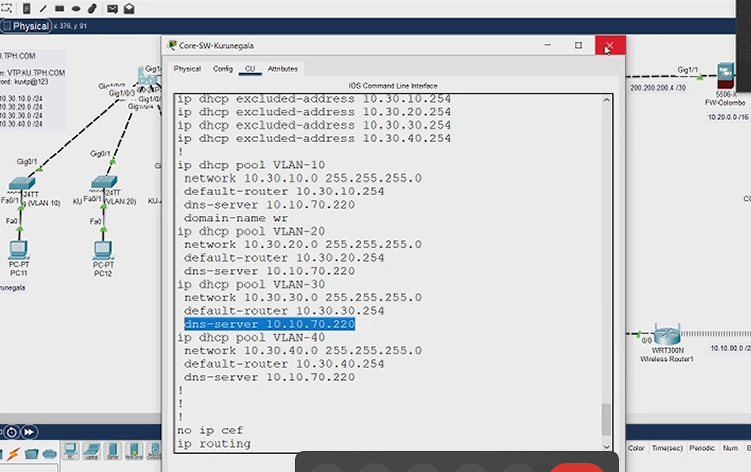 Physical
x: 376, y: 91
J.TPH.COM
n: VTP.KU.TPH.COM
rd: kuvtp@123
10.30.10.0 /24
10.30.20.0 /24
10.30.30.0 /24
10.30.40.0 /24
Gig1/0/1
Gig1/0/4
Gig0/1
Gig0/1
Fa0/1
(VLAN 10)
Fa0/1
(VLAN 20)
Fa0
Fa0
PC-PT
PC11
PC-PT
PC12
unegala
Core-SW-Kurunegala
Physical
Config
CLI
Attributes
IOS Command Line Interface
ip dhcp excluded-address 10.30.10.254
ip dhcp excluded-address 10.30.20.254
ip dhcp excluded-address 10.30.30.254
ip dhcp excluded-address 10.30.40.254
!
ip dhcp pool VLAN-10
network 10.30.10.0 255.255.255.0
default-router 10.30.10.254
dns-server 10.10.70.220
domain-name wr
ip dhcp pool VLAN-20
network 10.30.20.0 255.255.255.0
default-router 10.30.20.254
dns-server 10.10.70.220
ip dhcp pool VLAN-30
network 10.30.30.0 255.255.255.0
default-router 10.30.30.254
dns-server 10.10.70.220
ip dhcp pool VLAN-40
network 10.30.40.0 255.255.255.0
default-router 10.30.40.254
dns-server 10.10.70.220
!
!
!
no ip cef
ip routing
Gig1/1
200.200.200.4 /30
5506-X
FW-Colombo
10.20.0.0 /16
0/0
WRT300N
Wireless Router1
10.10.80.0 /2
Color
Time(sec)
Periodic
Num